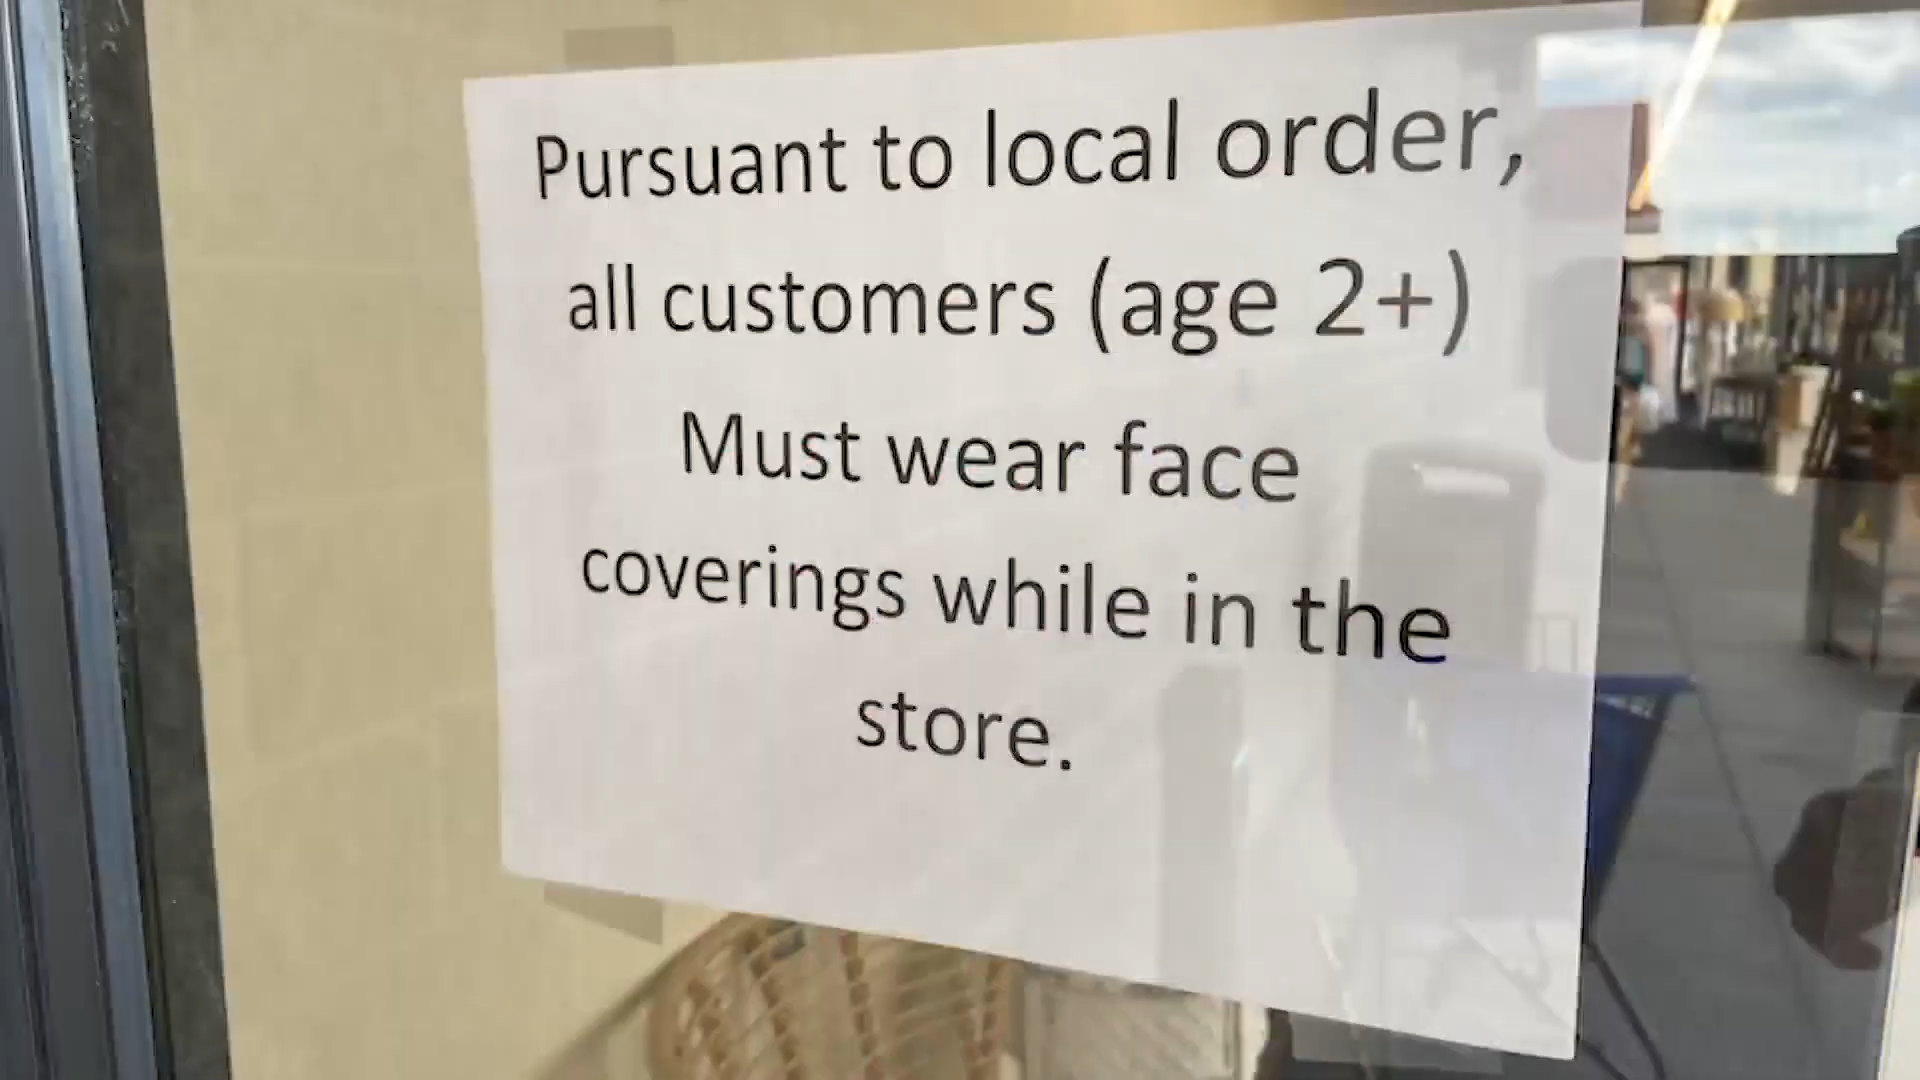 Pursuant to local order,
all customers (age 2+)
Must wear face
coverings while in the
store.